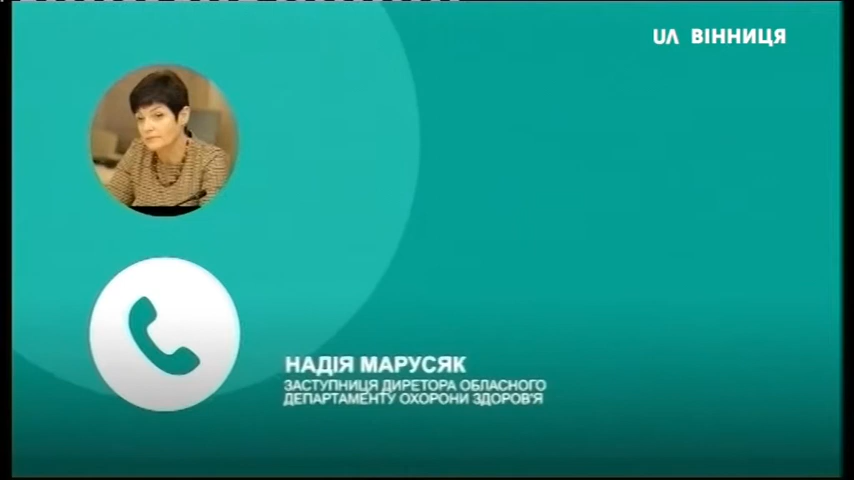 UA ВІННИЦЯ
НАДІЯ МАРУСЯК
ЗАСТУПНИЦЯ ДИРЕТОРА ОБЛАСНОГО
ДЕПАРТАМЕНТУ ОХОРОНИ ЗДОРОВ'Я